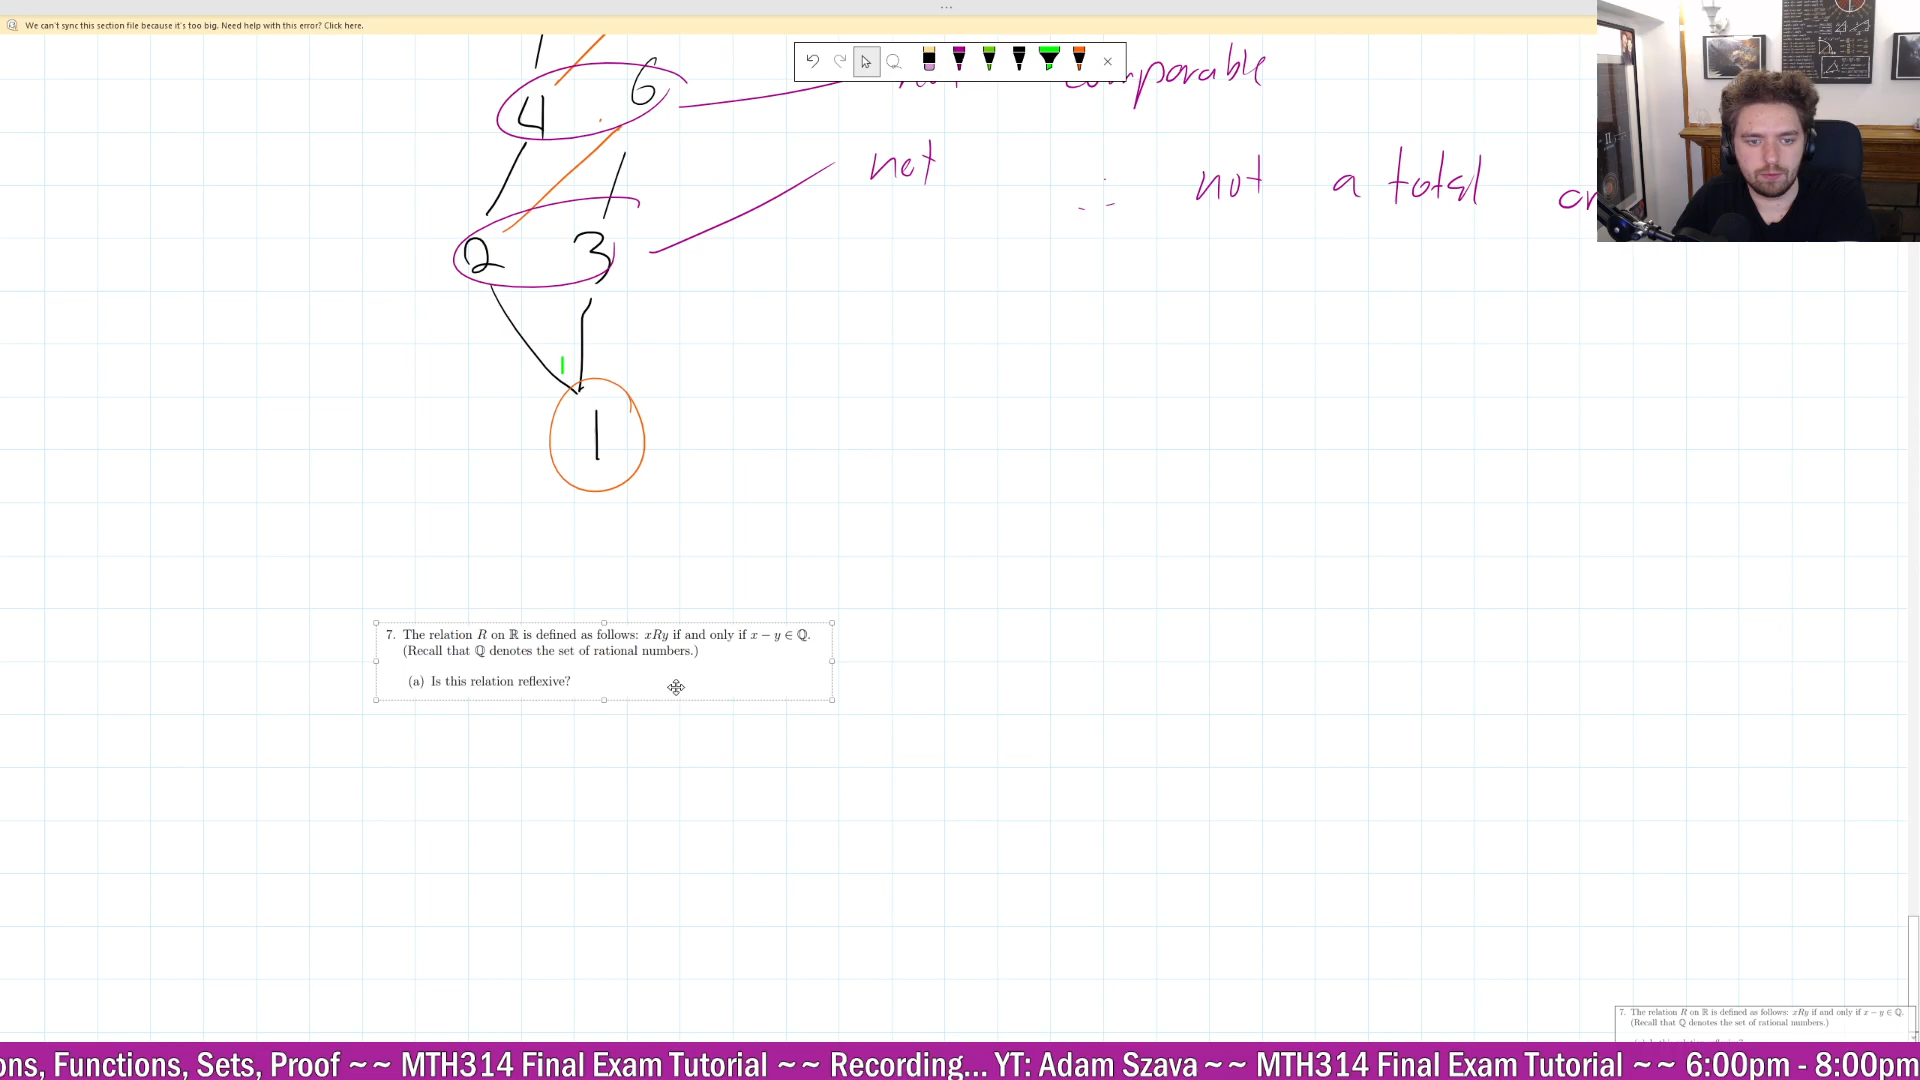 We can't sync this section file because it's too big. Need help with this error? Click here.
4 6
comparable
not
∴ not a total
2 3
1
7. The relation R on ℝ is defined as follows: xRy if and only if x − y ∈ ℚ.
(Recall that ℚ denotes the set of rational numbers.)
(a) Is this relation reflexive?
7. The relation R on ℝ is defined as follows: xRy if and only if x − y ∈ ℚ.
(Recall that ℚ denotes the set of rational numbers.)
ons, Functions, Sets, Proof ~~ MTH314 Final Exam Tutorial ~~ Recording... YT: Adam Szava ~~ MTH314 Final Exam Tutorial ~~ 6:00pm - 8:00pm